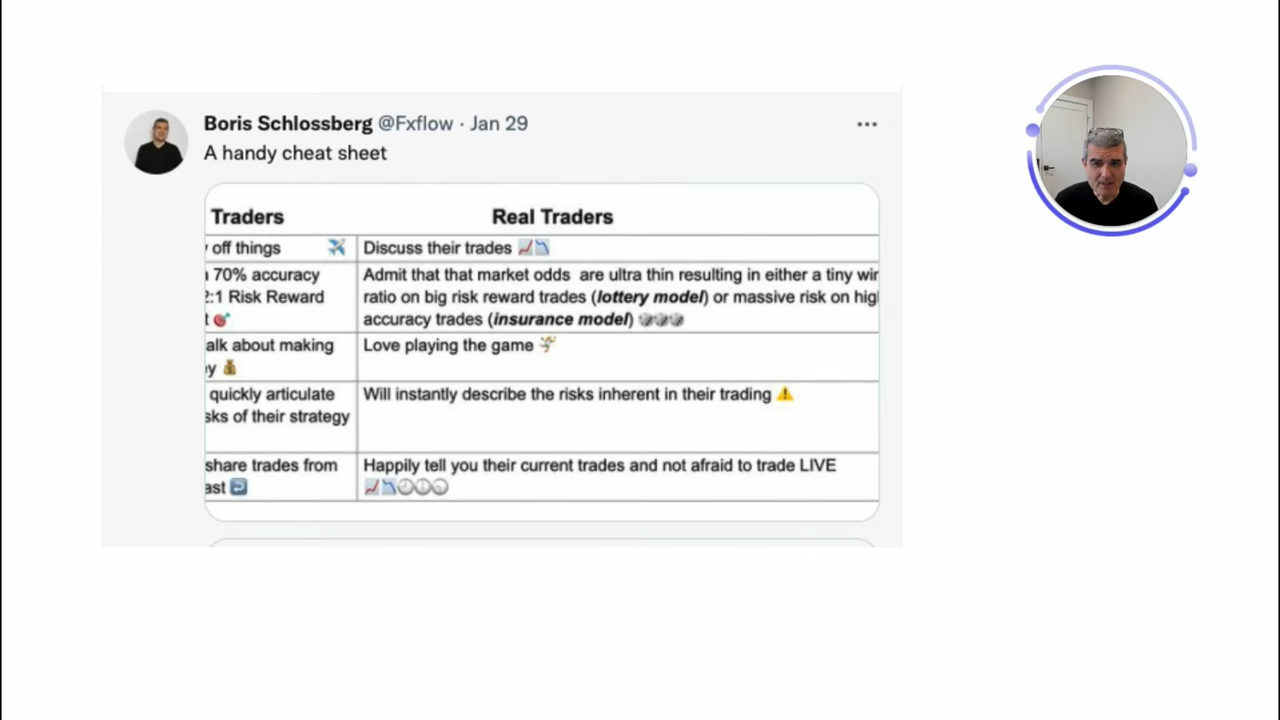 Boris Schlossberg @Fxflow · Jan 29
A handy cheat sheet
Traders
Real Traders
off things
Discuss their trades
70% accuracy
:1 Risk Reward
Admit that that market odds are ultra thin resulting in either a tiny win
ratio on big risk reward trades (lottery model) or massive risk on hig
accuracy trades (insurance model)
alk about making
y
Love playing the game
quickly articulate
sks of their strategy
Will instantly describe the risks inherent in their trading
share trades from
ast
Happily tell you their current trades and not afraid to trade LIVE